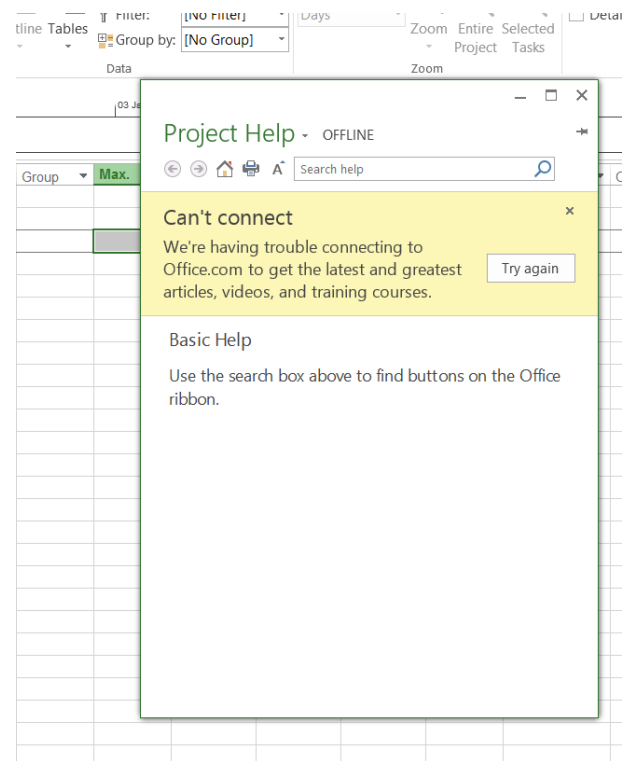 Filter: [No Filter] Days Detai
tline Tables Zoom Entire Selected
Group by: [No Group] Project Tasks
Data Zoom
03 Ja
Project Help OFFLINE
Search help
Group Max.
Can't connect
We're having trouble connecting to
Office.com to get the latest and greatest
articles, videos, and training courses.
Try again
Basic Help
Use the search box above to find buttons on the Office
ribbon.